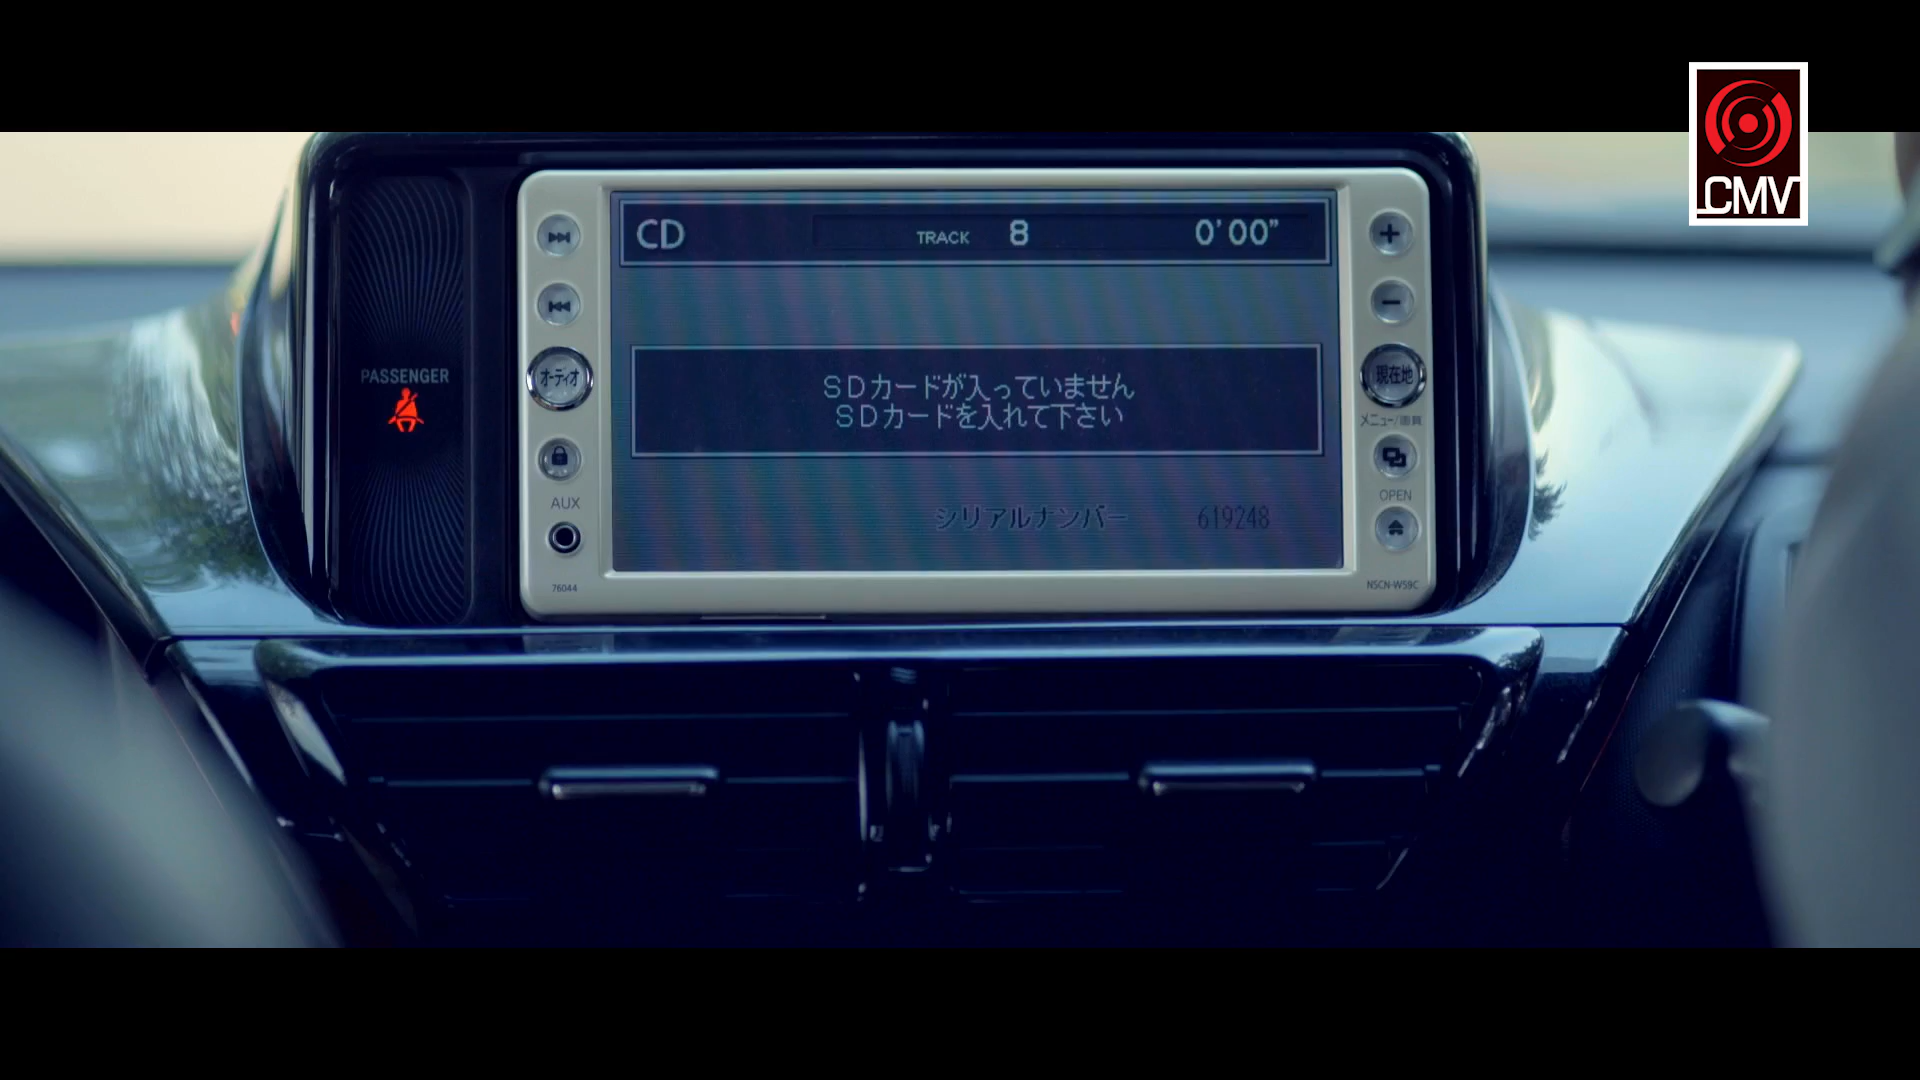 CMV
CD TRACK 8 0'00"
オーディオ
現在地
PASSENGER
SDカードが入っていません
SDカードを入れて下さい
メニュー/画質
AUX
OPEN
シリアルナンバー 619248
76044
NSCN-W59C